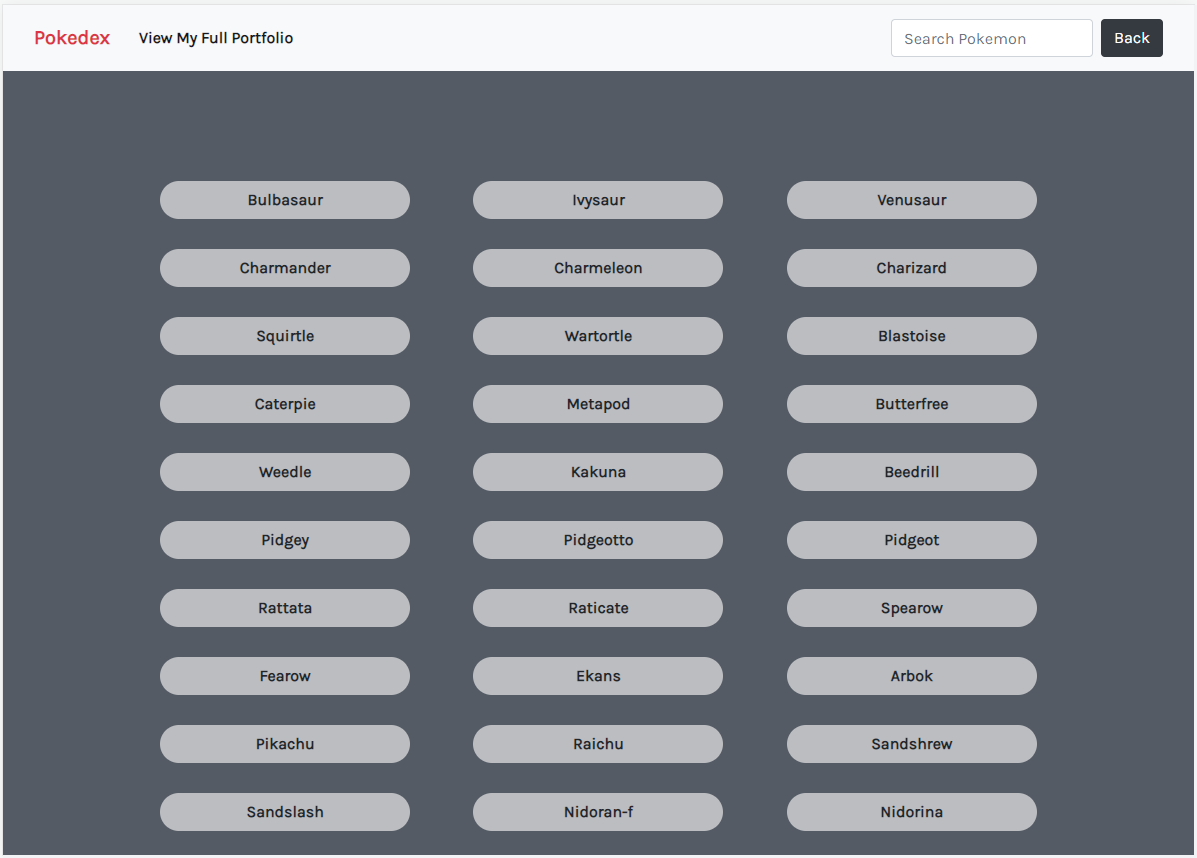 Pokedex View My Full Portfolio Search Pokemon Back
Bulbasaur Ivysaur Venusaur
Charmander Charmeleon Charizard
Squirtle Wartortle Blastoise
Caterpie Metapod Butterfree
Weedle Kakuna Beedrill
Pidgey Pidgeotto Pidgeot
Rattata Raticate Spearow
Fearow Ekans Arbok
Pikachu Raichu Sandshrew
Sandslash Nidoran-f Nidorina